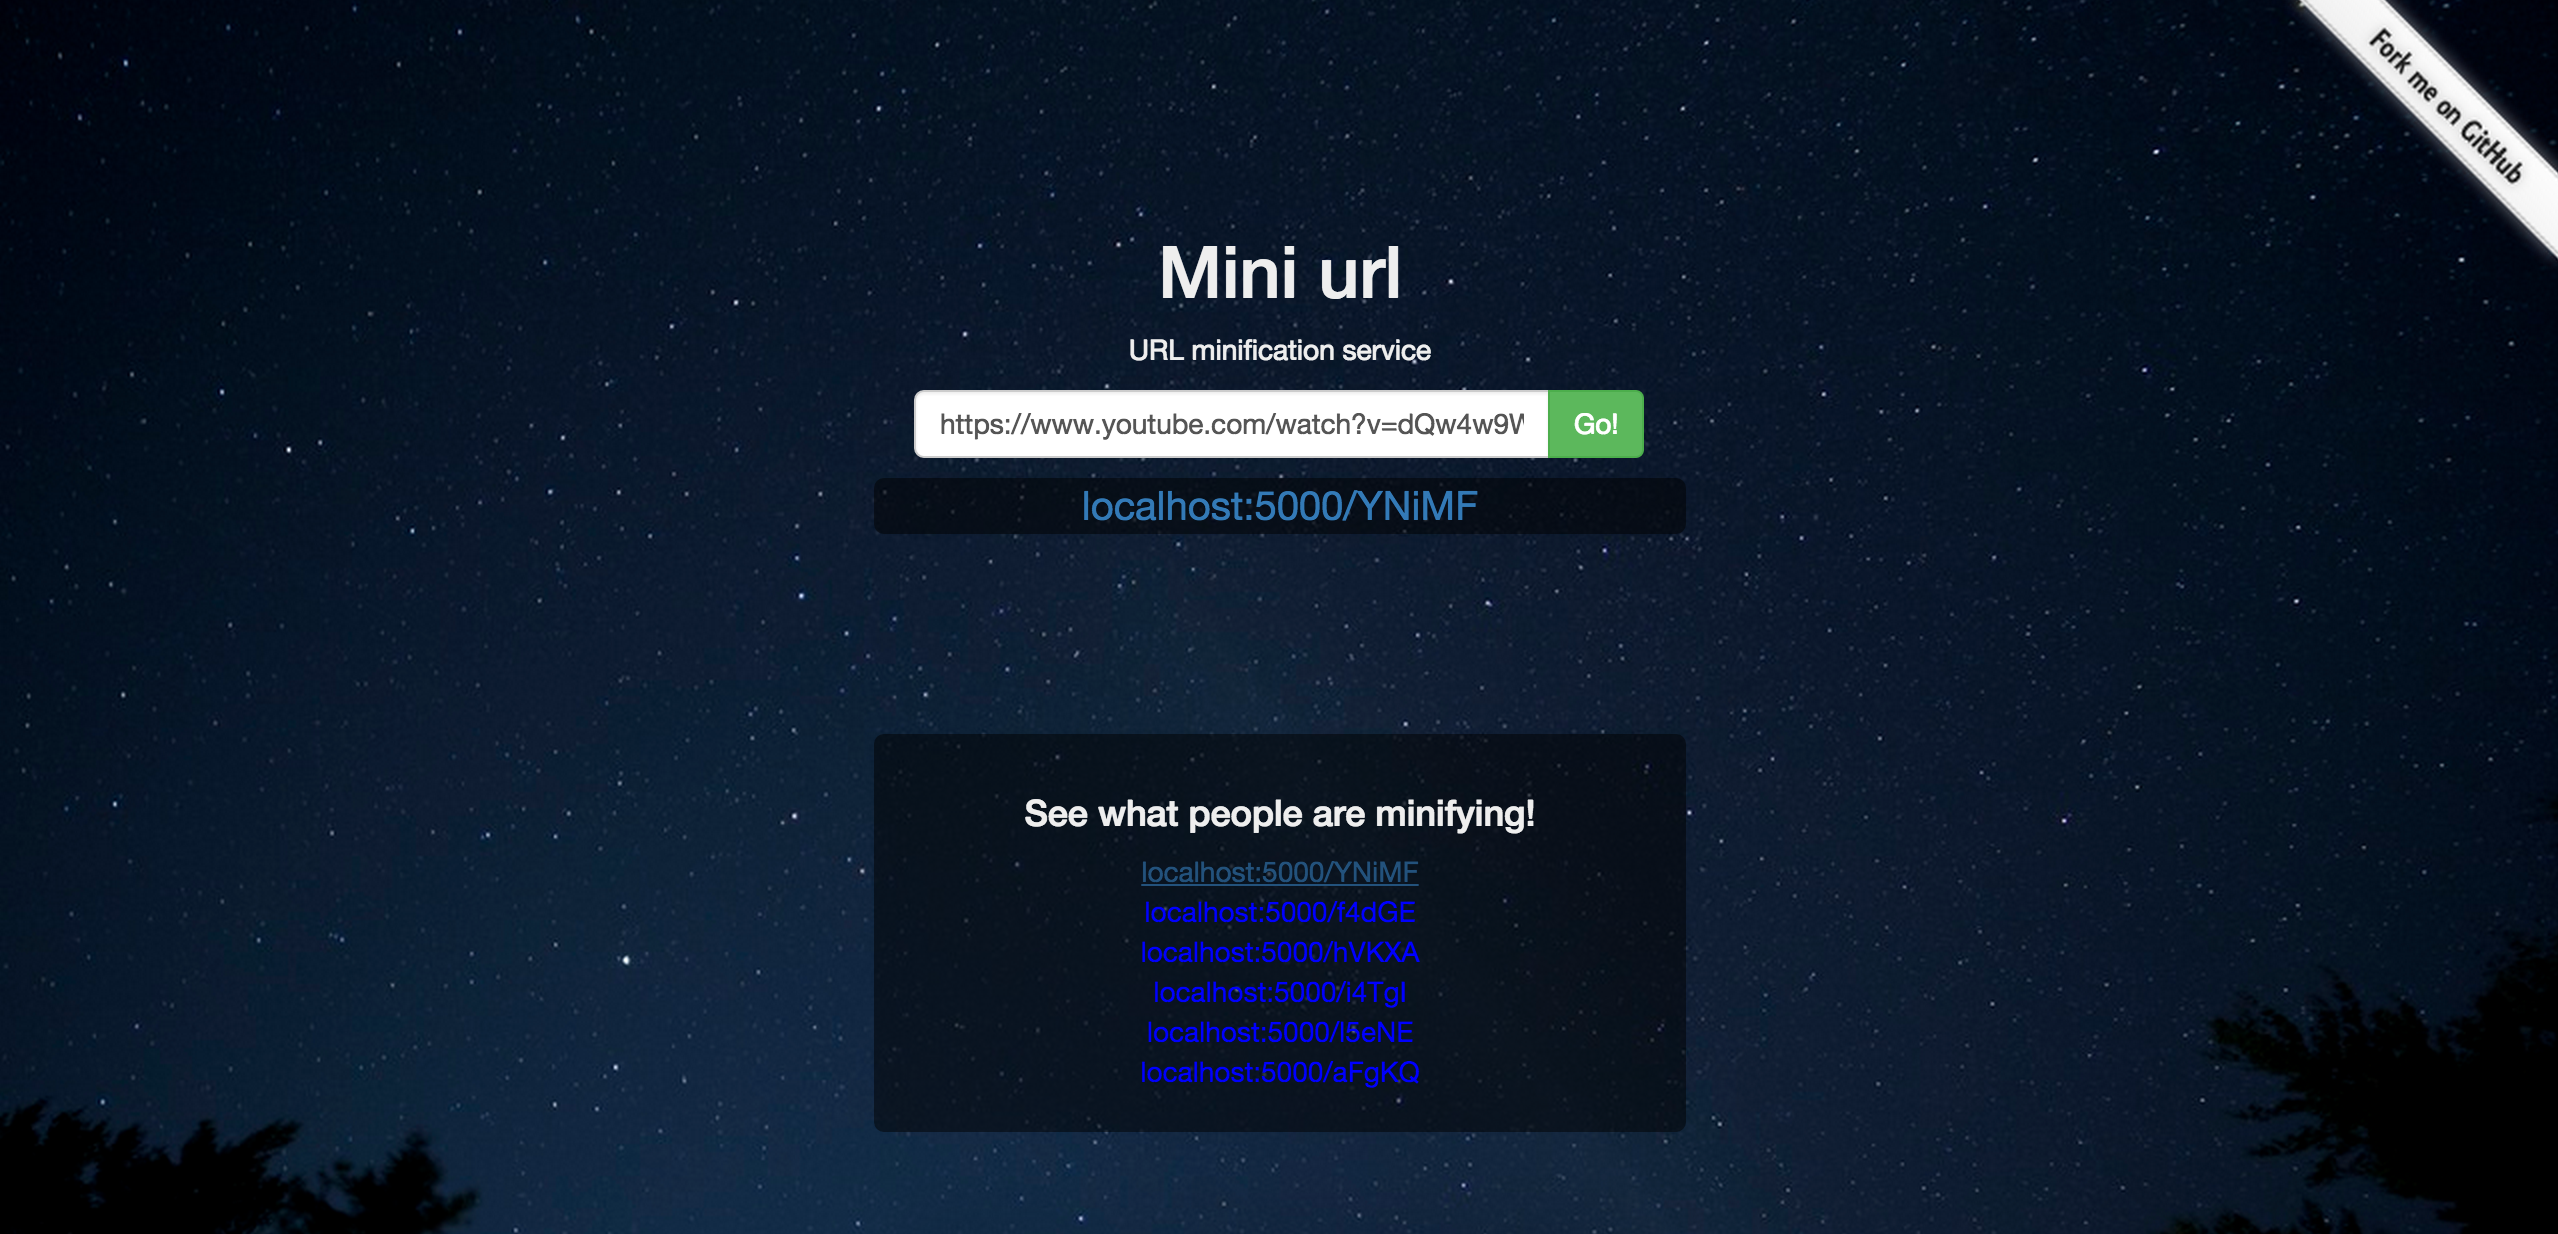 Fork me on GitHub
Mini url
URL minification service
https://www.youtube.com/watch?v=dQw4w9W
Go!
localhost:5000/YNiMF
See what people are minifying!
localhost:5000/YNiMF
localhost:5000/f4dGE
localhost:5000/hVKXA
localhost:5000/i4TgI
localhost:5000/l5eNE
localhost:5000/aFgKQ